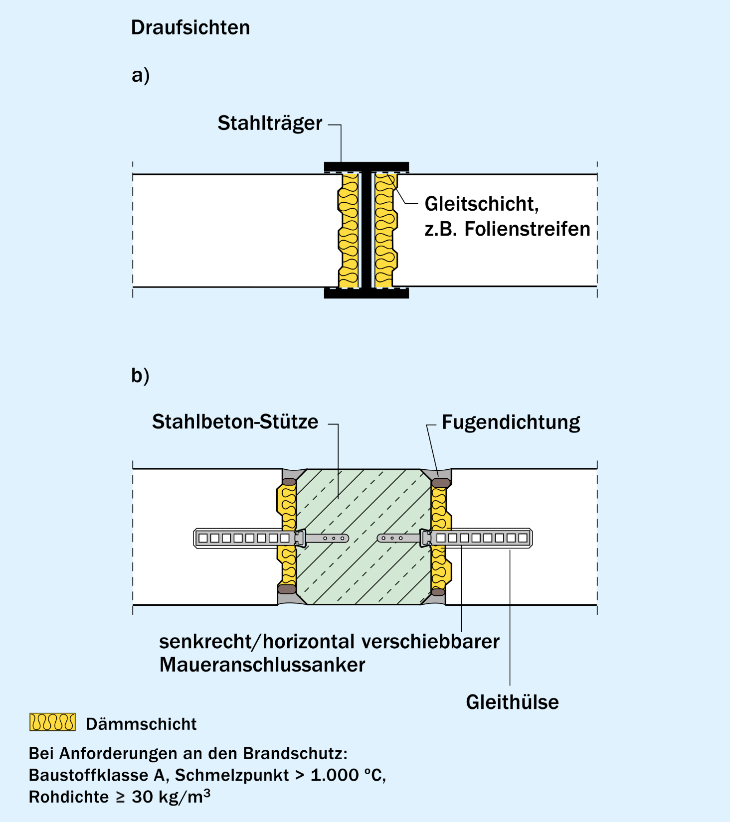 Draufsichten
a)
Stahlträger
Gleitschicht,
z.B. Folienstreifen
b)
Stahlbeton-Stütze
Fugendichtung
senkrecht/horizontal verschiebbarer
Maueranschlussanker
Gleithülse
Dämmschicht
Bei Anforderungen an den Brandschutz:
Baustoffklasse A, Schmelzpunkt > 1.000 ºC,
Rohdichte ≥ 30 kg/m³